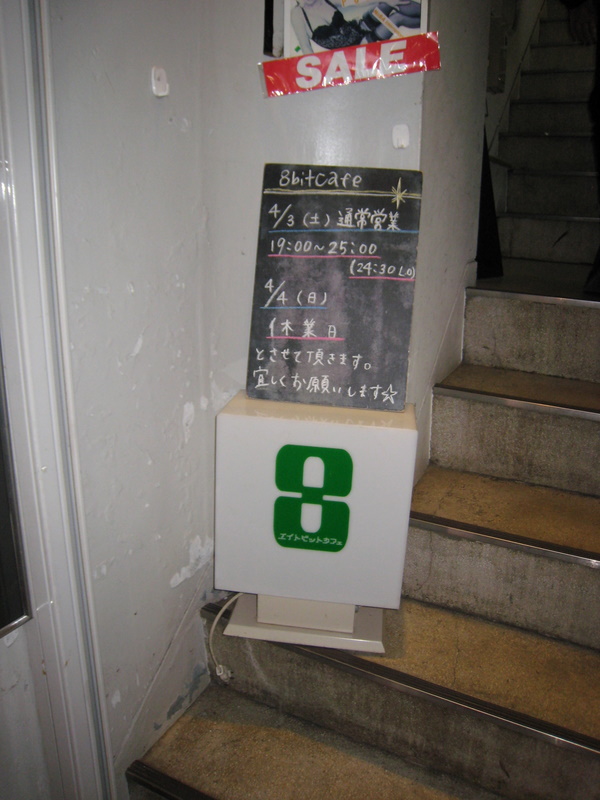 SALE
8bitcafe
4/3(土)通常営業
19:00~25:00
(24:30LO)
4/4(日)
休業日
とさせて頂きます。
宜しくお願いします☆
8
エイトビットカフェ